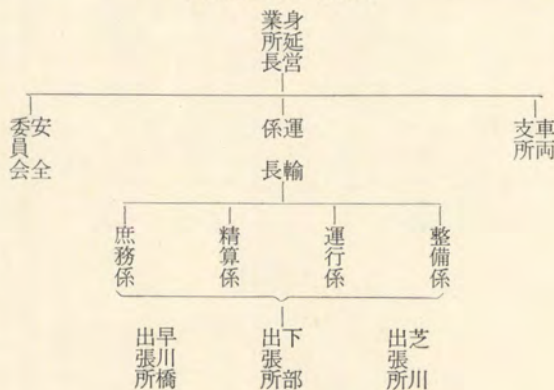 身延営
業所長
車両
支所
運輸
係長
安全
委員会
整備係
運行係
精算係
庶務係
芝川
出張所
下部
出張所
早川橋
出張所